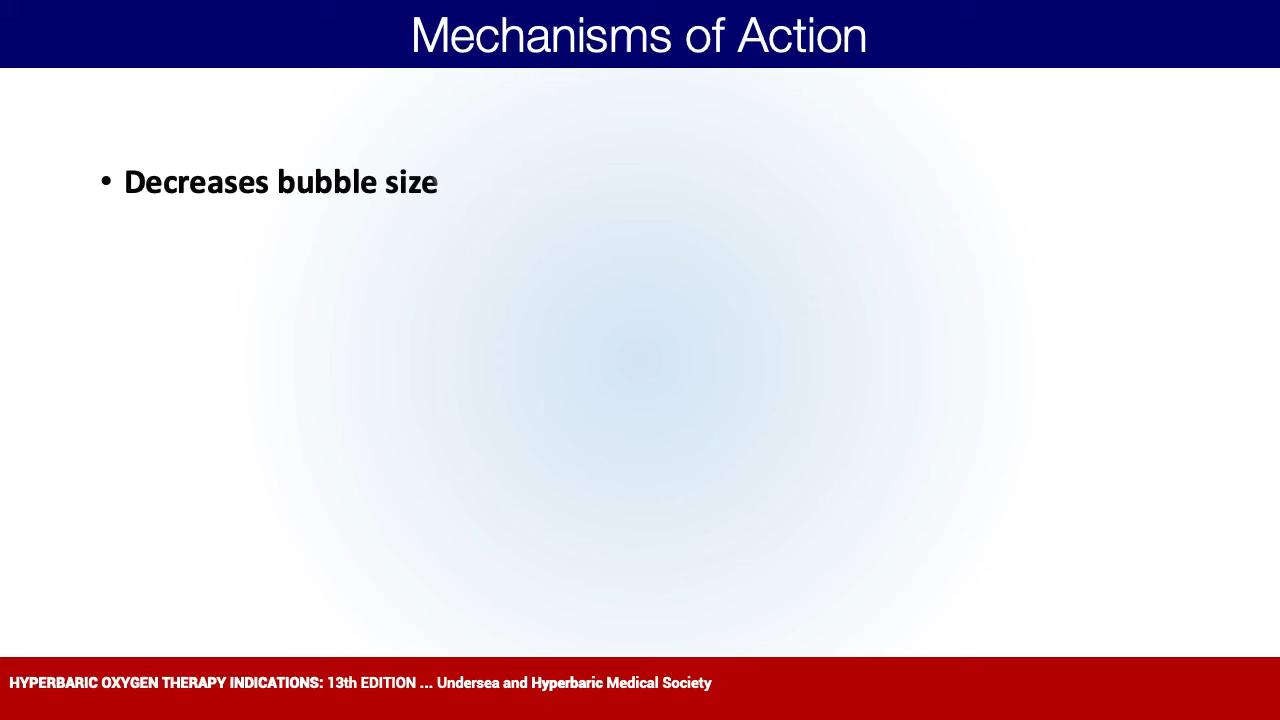 Mechanisms of Action
• Decreases bubble size
HYPERBARIC OXYGEN THERAPY INDICATIONS: 13th EDITION ... Undersea and Hyperbaric Medical Society